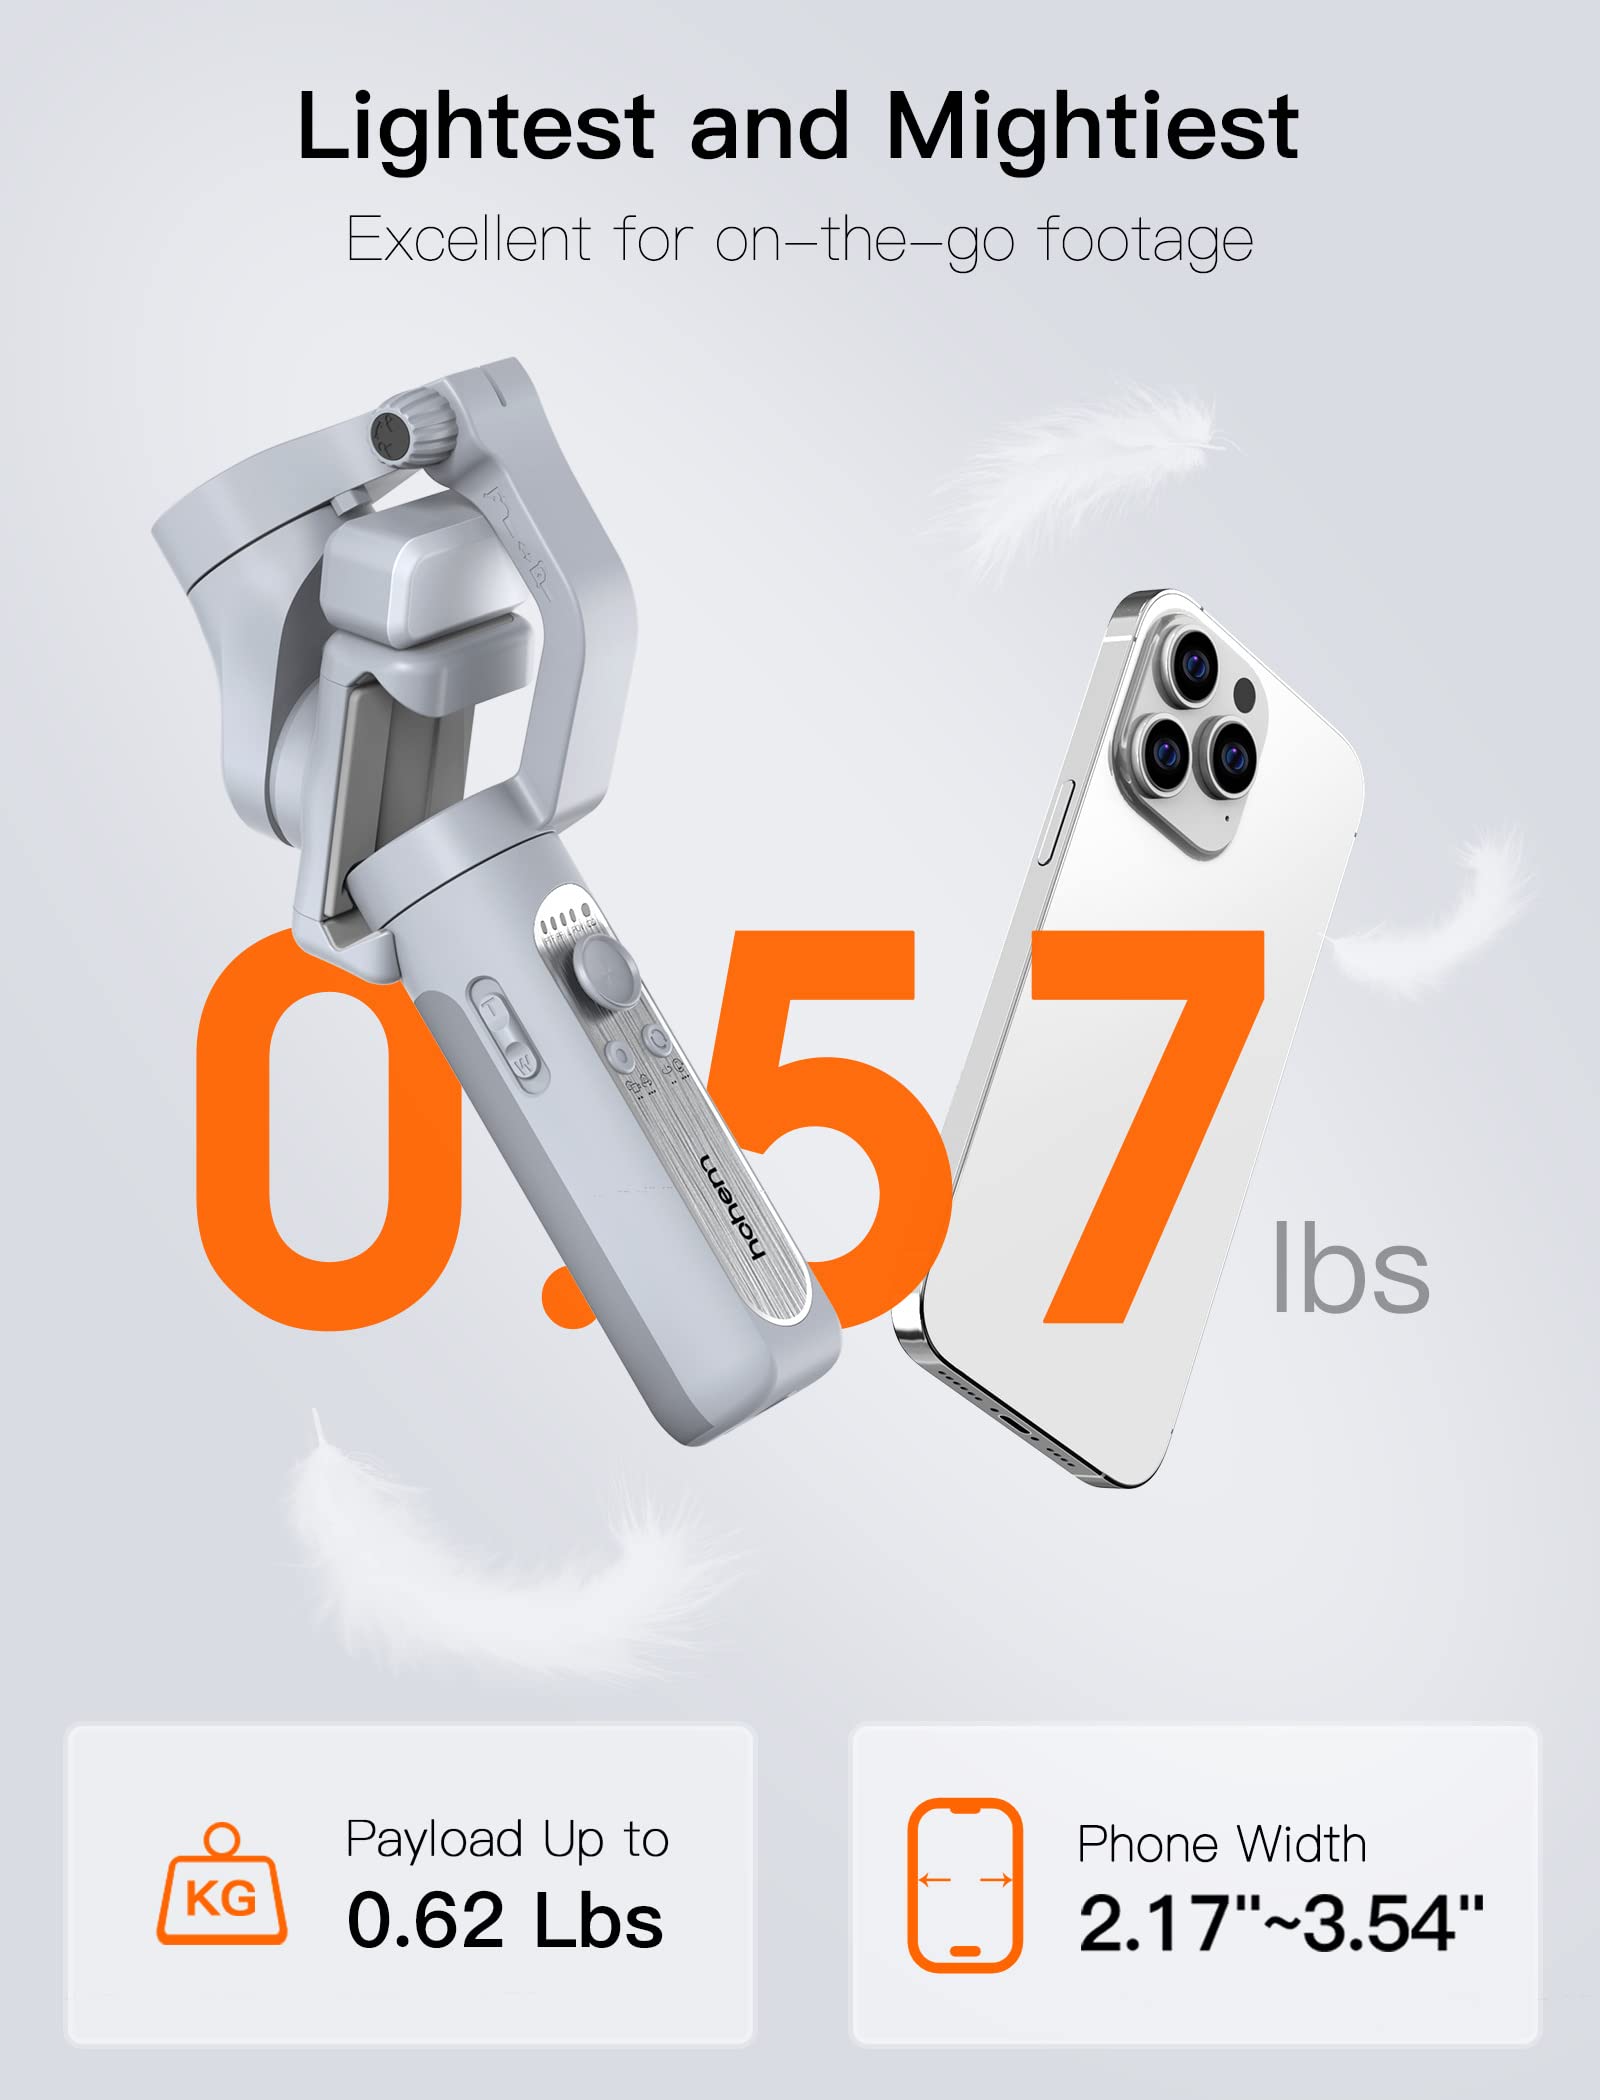 Lightest and Mightiest
Excellent for on-the-go footage
0.57 lbs
T
W
hohem
KG
Payload Up to
0.62 Lbs
Phone Width
2.17"~3.54"